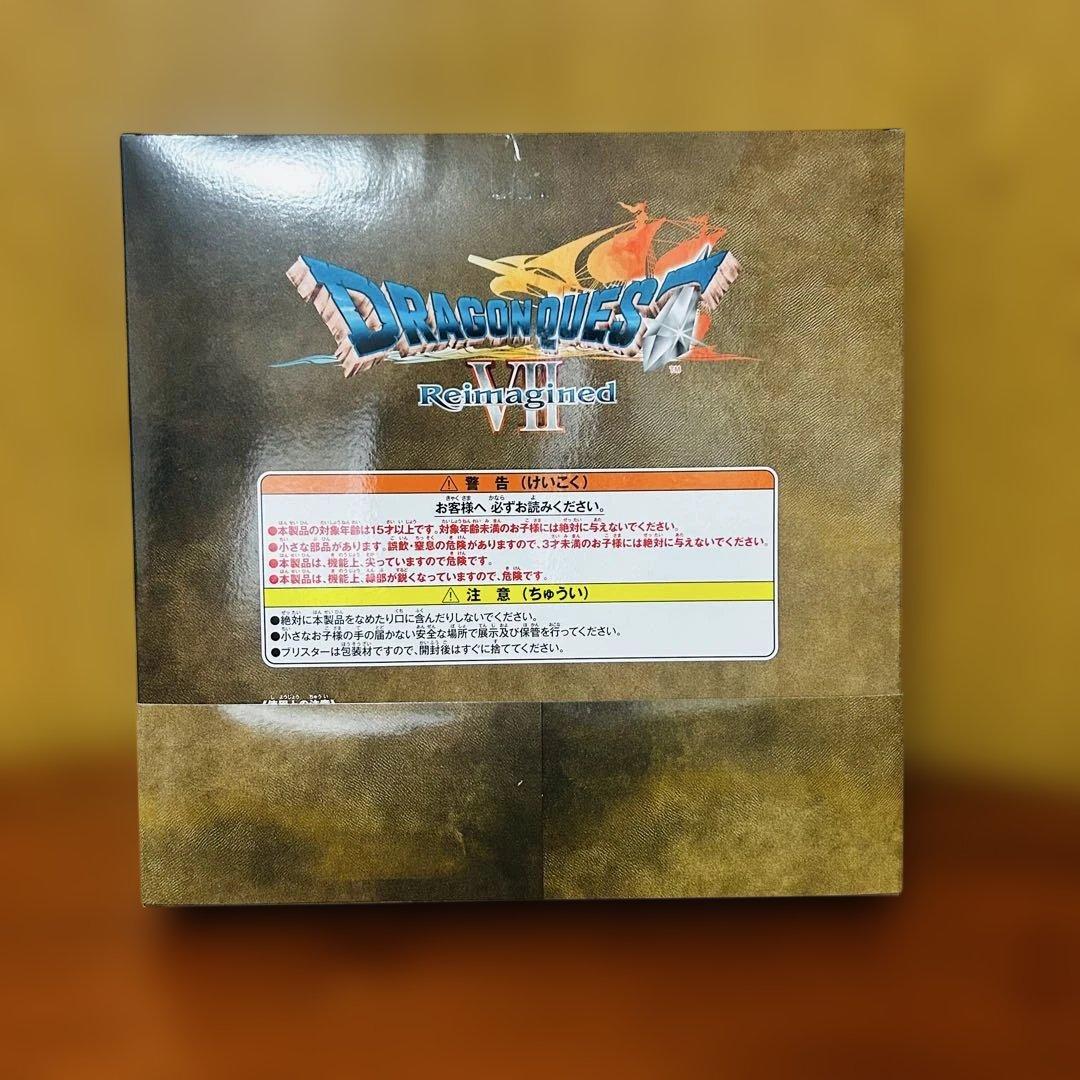 DRAGON QUEST
VII
Reimagined
TM
⚠ 警告（けいこく）
お客様へ 必ずお読みください。
●本製品の対象年齢は15才以上です。対象年齢未満のお子様には絶対に与えないでください。
●小さな部品があります。誤飲・窒息の危険がありますので、3才未満のお子様には絶対に与えないでください。
●本製品は、機能上、尖っていますので危険です。
●本製品は、機能上、縁部が鋭くなっていますので、危険です。
⚠ 注意（ちゅうい）
●絶対に本製品をなめたり口に含んだりしないでください。
●小さなお子様の手の届かない安全な場所で展示及び保管を行ってください。
●ブリスターは包装材ですので、開封後はすぐに捨ててください。